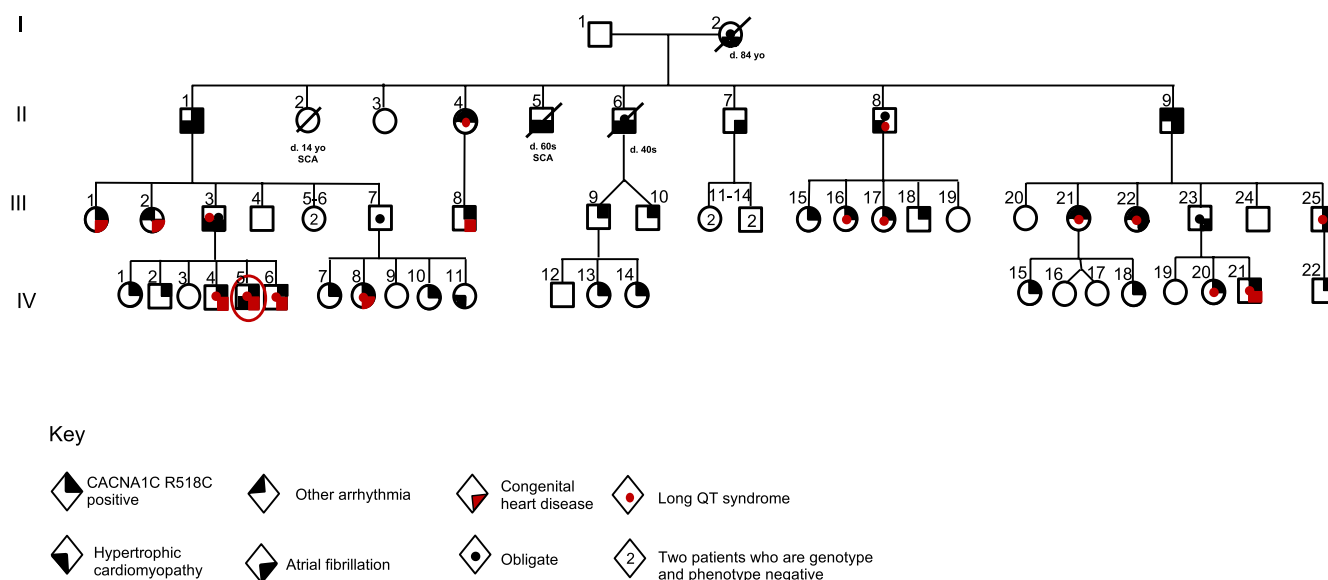 I
1
2
d. 84 yo
II
1
2
3
4
5
6
7
8
9
d. 14 yo
SCA
d. 60s
SCA
d. 40s
III
1
2
3
4
5-6
7
8
9
10
11-14
15
16
17
18
19
20
21
22
23
24
25
2
2
2
IV
1
2
3
4
5
6
7
8
9
10
11
12
13
14
15
16
17
18
19
20
21
22
Key
CACNA1C R518C
positive
Other arrhythmia
Congenital
heart disease
Long QT syndrome
Hypertrophic
cardiomyopathy
Atrial fibrillation
Obligate
2
Two patients who are genotype
and phenotype negative